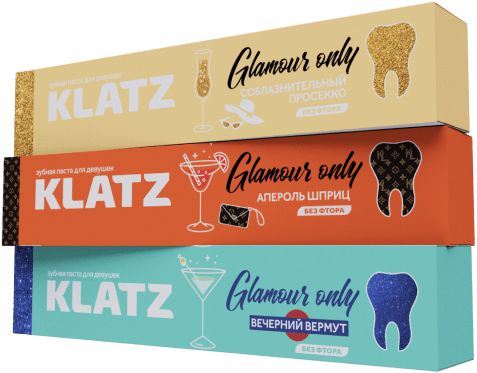 зубная паста для девушек
KLATZ
Glamour only
СОБЛАЗНИТЕЛЬНЫЙ
ПРОСЕККО
БЕЗ ФТОРА
зубная паста для девушек
KLATZ
Glamour only
АПЕРОЛЬ ШПРИЦ
БЕЗ ФТОРА
зубная паста для девушек
KLATZ
Glamour only
ВЕЧЕРНИЙ ВЕРМУТ
БЕЗ ФТОРА